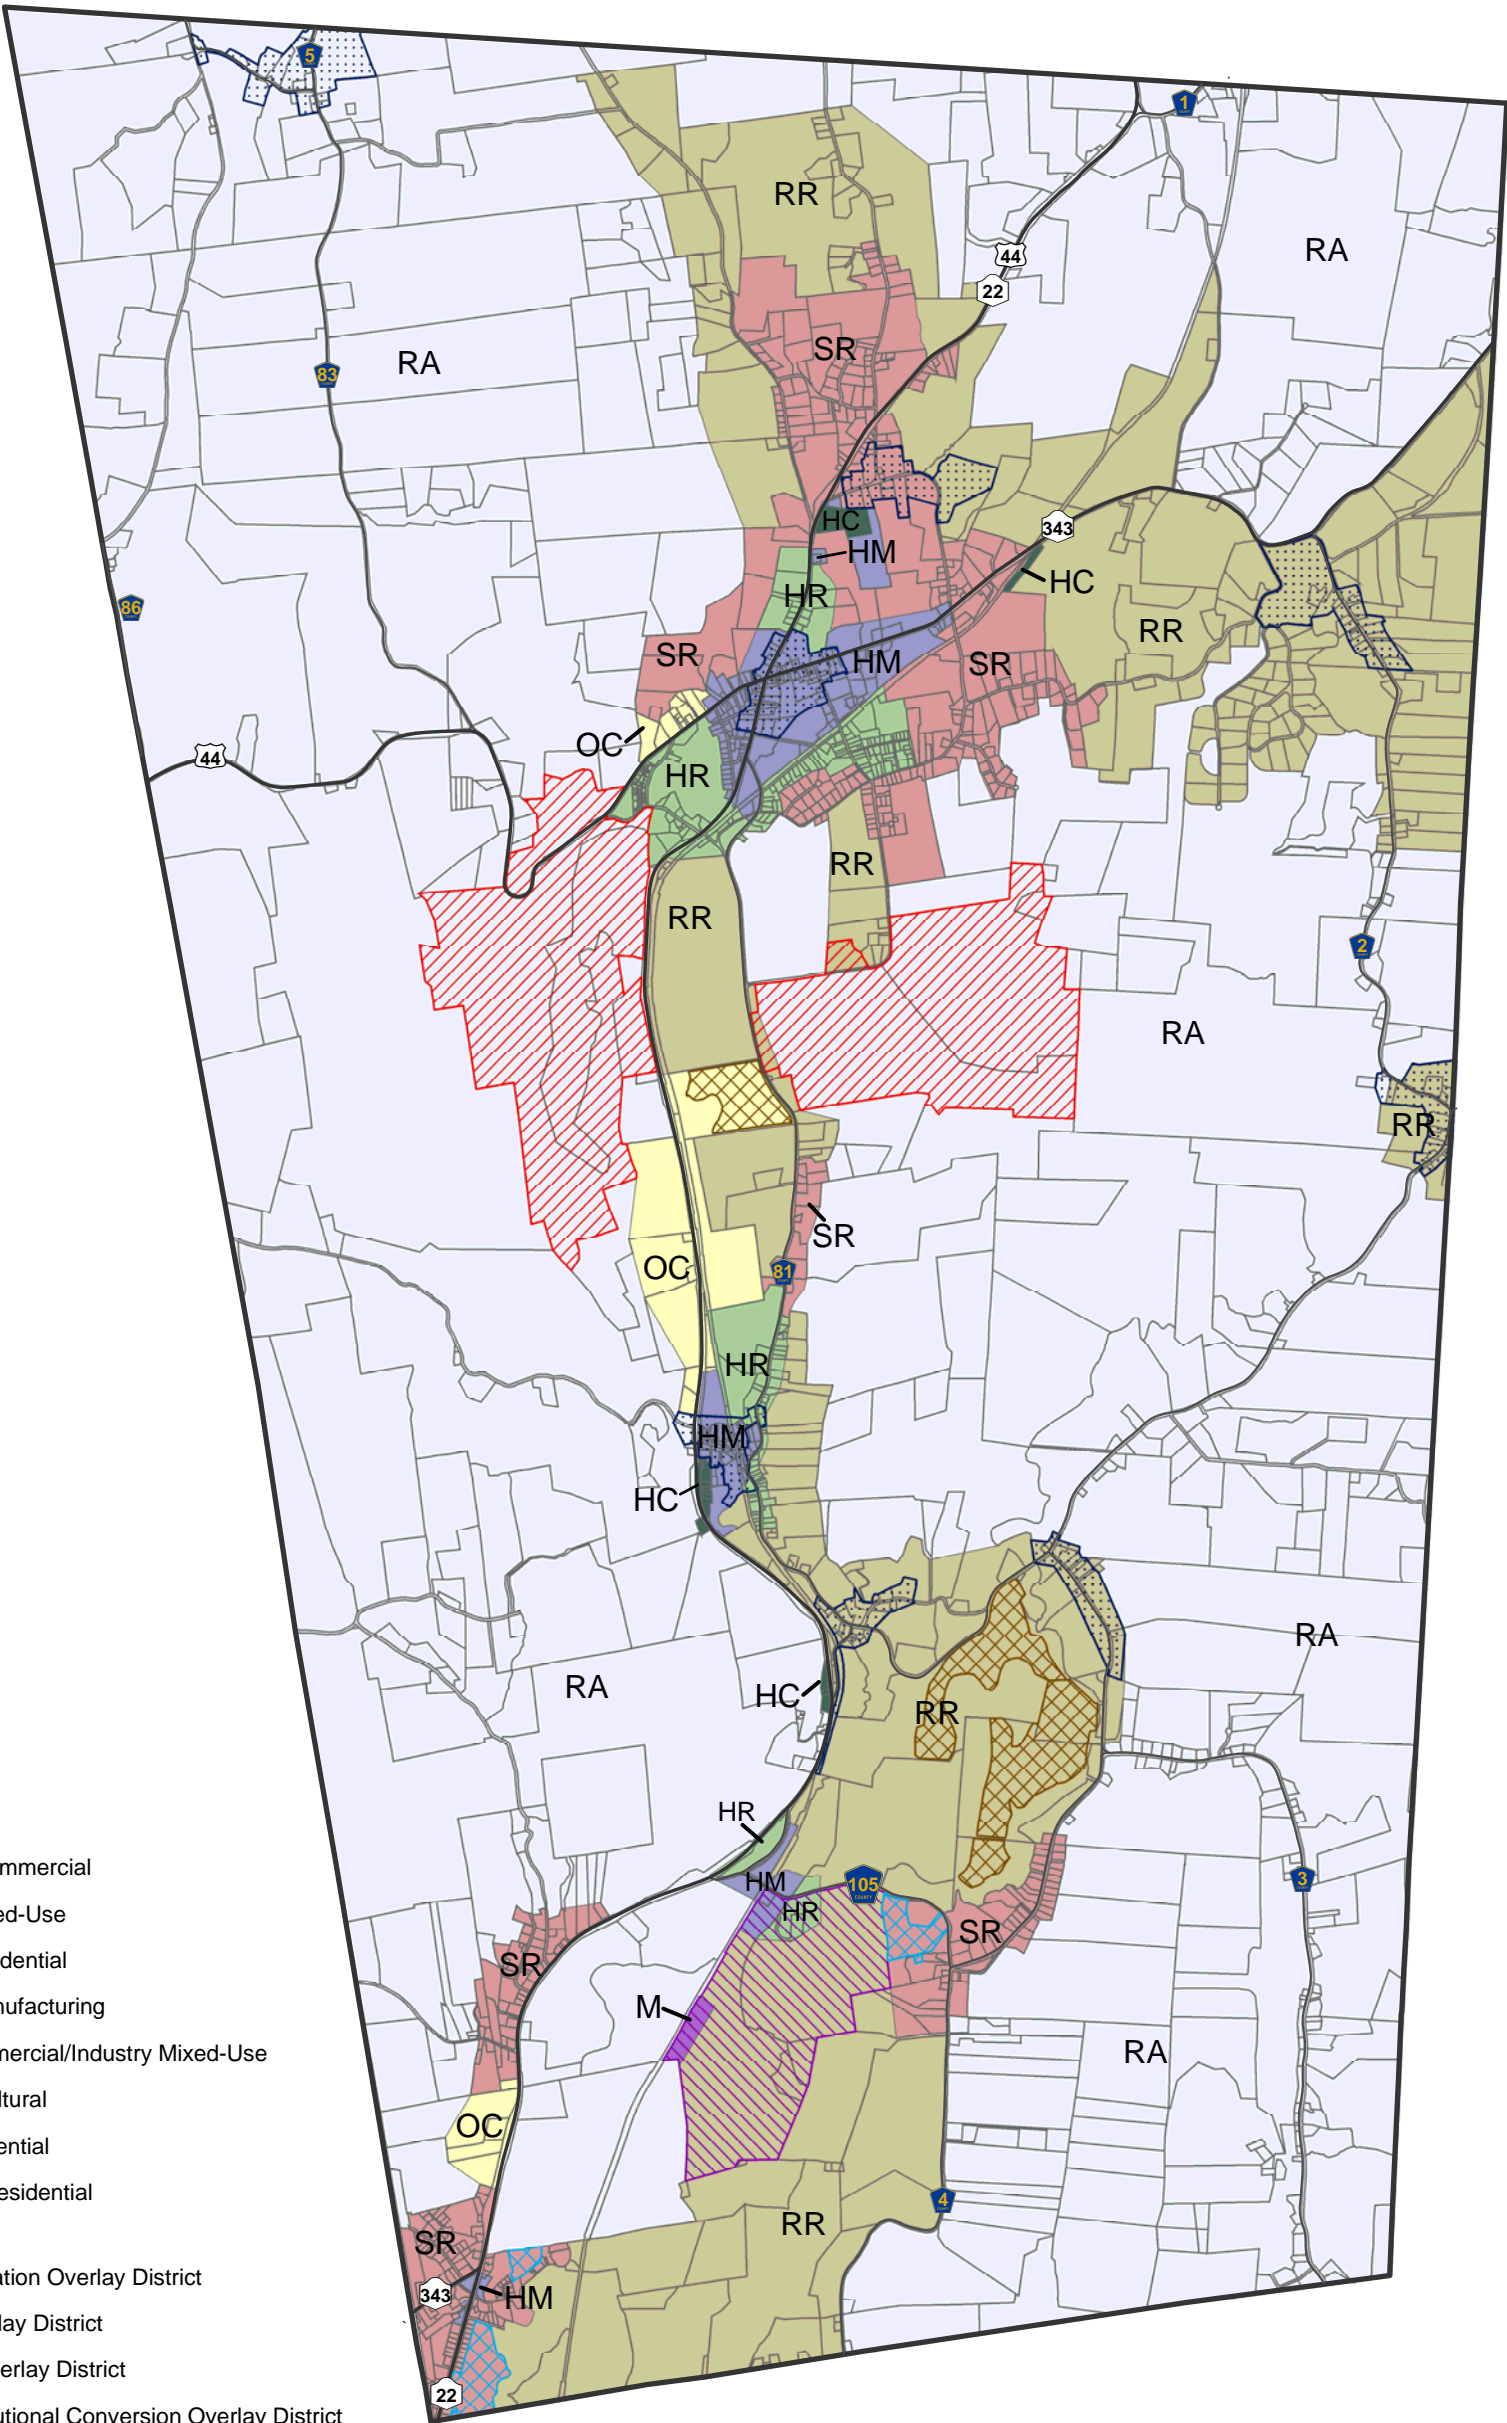 5
1
RR
RA
44
22
SR
RA
83
HC
343
HM
HC
HR
86
RR
SR
HM
SR
OC
44
HR
RR
RR
2
RA
RR
SR
OC
81
HR
HM
HC
RA
RA
HC
RR
HR
mmercial
HM
105
COUNTY
3
HR
ed-Use
SR
SR
idential
M
nufacturing
RA
mercial/Industry Mixed-Use
ltural
OC
ential
esidential
4
RR
SR
ation Overlay District
343
HM
lay District
erlay District
22
utional Conversion Overlay District